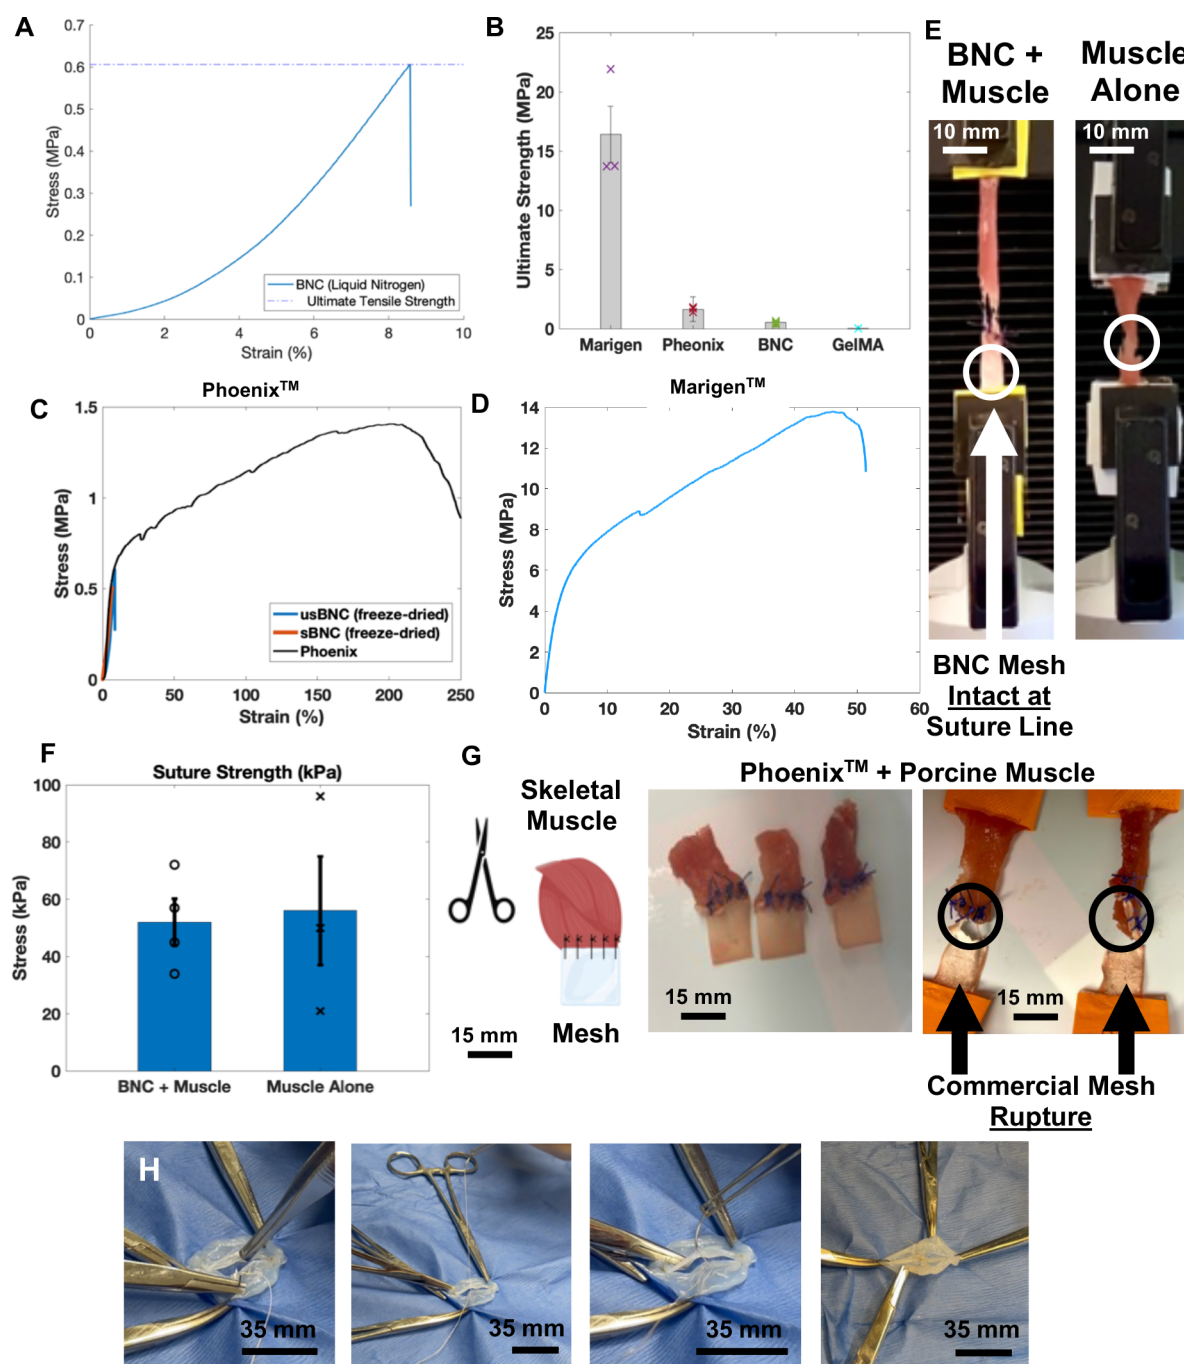 A
0.7
0.6
0.5
0.4
0.3
0.2
0.1
0
Stress (MPa)
BNC (Liquid Nitrogen)
Ultimate Tensile Strength
0 2 4 6 8 10
Strain (%)
B
25
20
15
10
5
0
Ultimate Strength (MPa)
Marigen Pheonix BNC GelMA
E
BNC +
Muscle
Muscle
Alone
10 mm
10 mm
BNC Mesh
Intact at
Suture Line
C
Phoenix™
1.5
1
0.5
0
Stress (MPa)
usBNC (freeze-dried)
sBNC (freeze-dried)
Phoenix
0 50 100 150 200 250
Strain (%)
D
Marigen™
14
12
10
8
6
4
2
0
Stress (MPa)
0 10 20 30 40 50 60
Strain (%)
F
Suture Strength (kPa)
100
80
60
40
20
0
Stress (kPa)
BNC + Muscle Muscle Alone
G
Skeletal
Muscle
Mesh
15 mm
Phoenix™ + Porcine Muscle
15 mm
15 mm
Commercial Mesh
Rupture
H
35 mm
35 mm
35 mm
35 mm